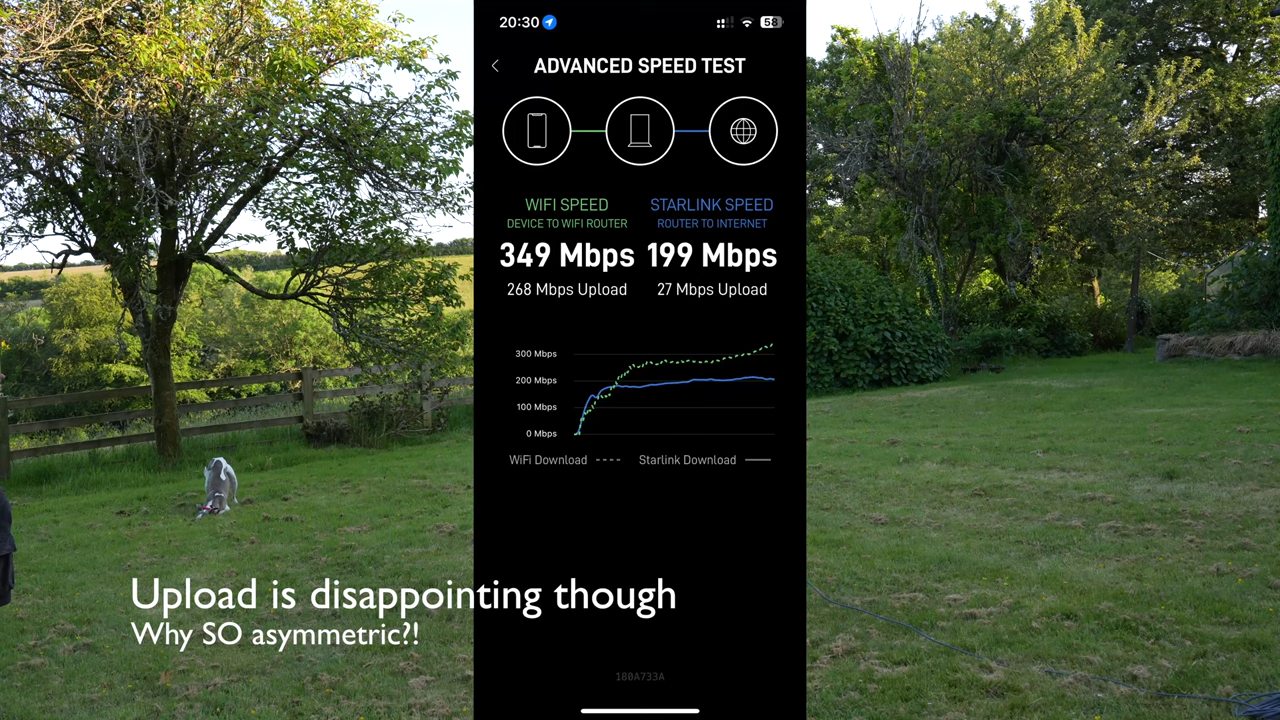 20:30
58
ADVANCED SPEED TEST
WIFI SPEED
DEVICE TO WIFI ROUTER
349 Mbps
268 Mbps Upload
STARLINK SPEED
ROUTER TO INTERNET
199 Mbps
27 Mbps Upload
300 Mbps
200 Mbps
100 Mbps
0 Mbps
WiFi Download
Starlink Download
Upload is disappointing though
Why SO asymmetric?!
180A733A